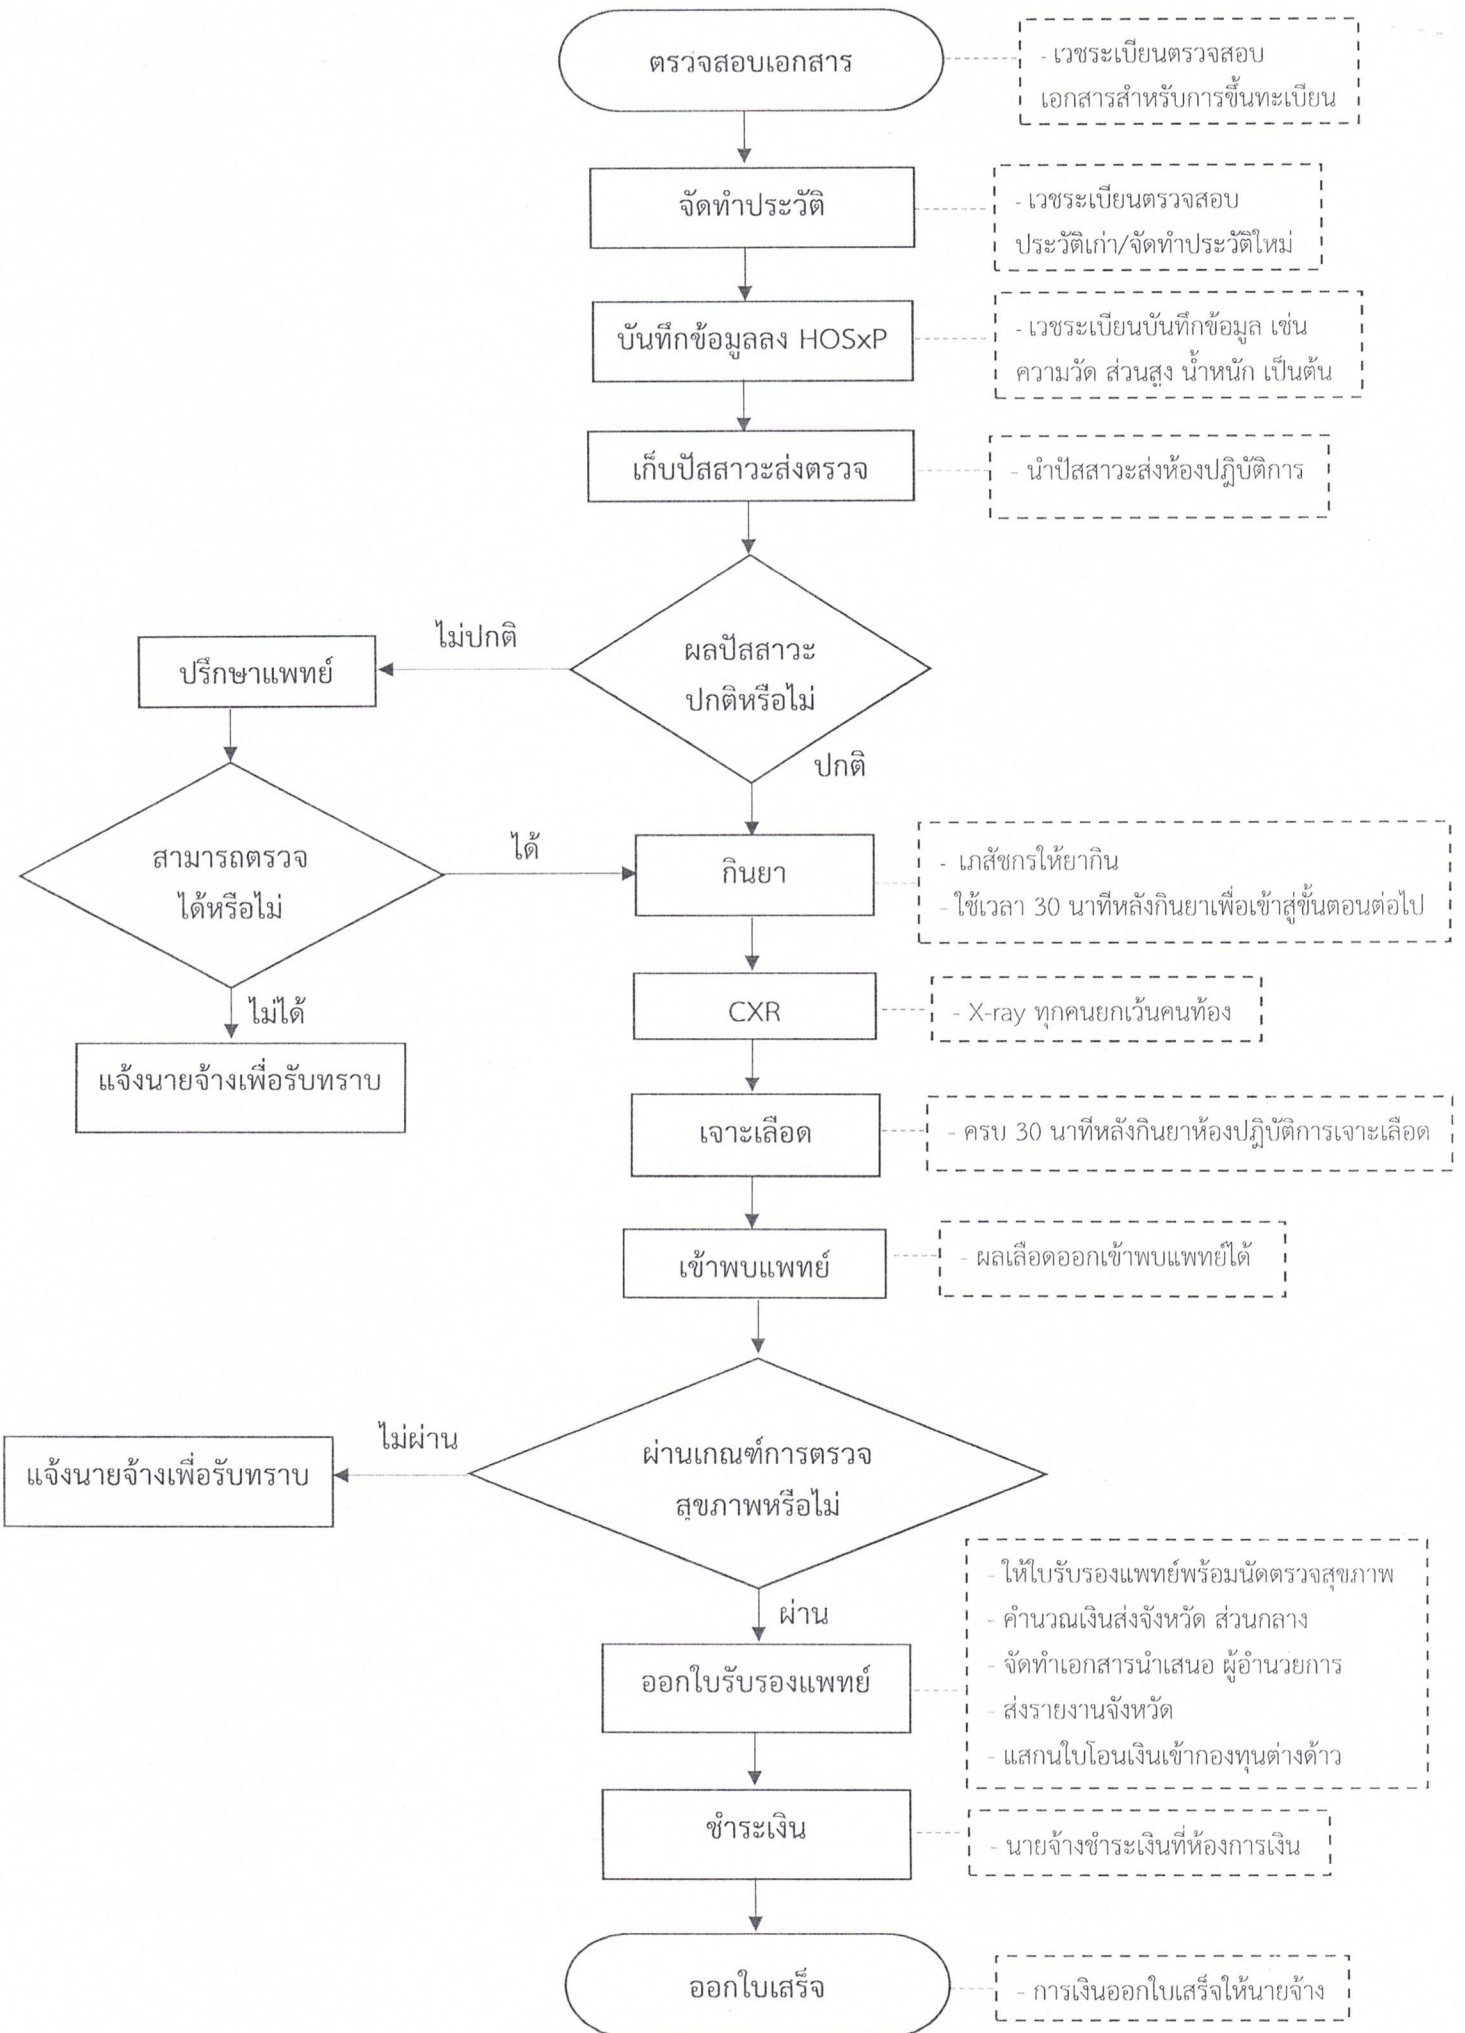 ตรวจสอบเอกสาร
- เวชระเบียนตรวจสอบ
เอกสารสำหรับการขึ้นทะเบียน
จัดทำประวัติ
- เวชระเบียนตรวจสอบ
ประวัติเก่า/จัดทำประวัติใหม่
บันทึกข้อมูลลง HOSxP
- เวชระเบียนบันทึกข้อมูล เช่น
ความวัด ส่วนสูง น้ำหนัก เป็นต้น
เก็บปัสสาวะส่งตรวจ
- นำปัสสาวะส่งห้องปฏิบัติการ
ผลปัสสาวะ
ปกติหรือไม่
ไม่ปกติ
ปรึกษาแพทย์
ปกติ
สามารถตรวจ
ได้หรือไม่
ได้
กินยา
- เภสัชกรให้ยากิน
- ใช้เวลา 30 นาทีหลังกินยาเพื่อเข้าสู่ขั้นตอนต่อไป
ไม่ได้
แจ้งนายจ้างเพื่อรับทราบ
CXR
- X-ray ทุกคนยกเว้นคนท้อง
เจาะเลือด
- ครบ 30 นาทีหลังกินยาห้องปฏิบัติการเจาะเลือด
เข้าพบแพทย์
- ผลเลือดออกเข้าพบแพทย์ได้
ผ่านเกณฑ์การตรวจ
สุขภาพหรือไม่
ไม่ผ่าน
แจ้งนายจ้างเพื่อรับทราบ
ผ่าน
ออกใบรับรองแพทย์
- ให้ใบรับรองแพทย์พร้อมนัดตรวจสุขภาพ
- คำนวณเงินส่งจังหวัด ส่วนกลาง
- จัดทำเอกสารนำเสนอ ผู้อำนวยการ
- ส่งรายงานจังหวัด
- แสกนใบโอนเงินเข้ากองทุนต่างด้าว
ชำระเงิน
- นายจ้างชำระเงินที่ห้องการเงิน
ออกใบเสร็จ
- การเงินออกใบเสร็จให้นายจ้าง